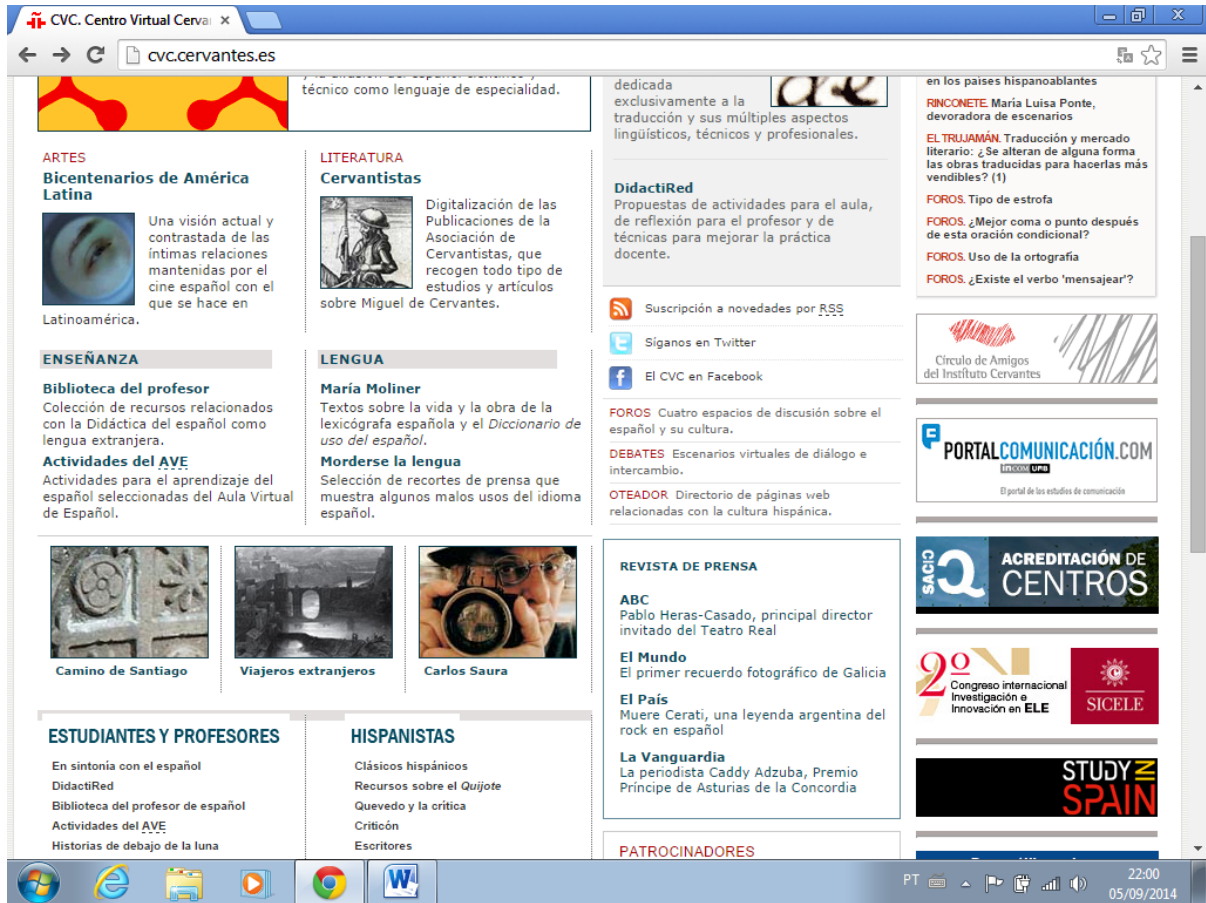 CVC. Centro Virtual Cerva
cvc.cervantes.es
técnico como lenguaje de especialidad.
ARTES
Bicentenarios de América
Latina
Una visión actual y
contrastada de las
íntimas relaciones
mantenidas por el
cine español con el
que se hace en
Latinoamérica.
LITERATURA
Cervantistas
Digitalización de las
Publicaciones de la
Asociación de
Cervantistas, que
recogen todo tipo de
estudios y artículos
sobre Miguel de Cervantes.
ENSEÑANZA
Biblioteca del profesor
Colección de recursos relacionados
con la Didáctica del español como
lengua extranjera.
Actividades del AVE
Actividades para el aprendizaje del
español seleccionadas del Aula Virtual
de Español.
LENGUA
María Moliner
Textos sobre la vida y la obra de la
lexicógrafa española y el Diccionario de
uso del español.
Morderse la lengua
Selección de recortes de prensa que
muestra algunos malos usos del idioma
español.
Camino de Santiago
Viajeros extranjeros
Carlos Saura
ESTUDIANTES Y PROFESORES
En sintonía con el español
DidactiRed
Biblioteca del profesor de español
Actividades del AVE
Historias de debajo de la luna
HISPANISTAS
Clásicos hispánicos
Recursos sobre el Quijote
Quevedo y la crítica
Criticón
Escritores
dedicada
exclusivamente a la
traducción y sus múltiples aspectos
lingüísticos, técnicos y profesionales.
DidactiRed
Propuestas de actividades para el aula,
de reflexión para el profesor y de
técnicas para mejorar la práctica
docente.
Suscripción a novedades por RSS
Síganos en Twitter
El CVC en Facebook
FOROS Cuatro espacios de discusión sobre el
español y su cultura.
DEBATES Escenarios virtuales de diálogo e
intercambio.
OTEADOR Directorio de páginas web
relacionadas con la cultura hispánica.
REVISTA DE PRENSA
ABC
Pablo Heras-Casado, principal director
invitado del Teatro Real
El Mundo
El primer recuerdo fotográfico de Galicia
El País
Muere Cerati, una leyenda argentina del
rock en español
La Vanguardia
La periodista Caddy Adzuba, Premio
Príncipe de Asturias de la Concordia
PATROCINADORES
en los países hispanoablantes
RINCONETE. María Luisa Ponte,
devoradora de escenarios
EL TRUJAMÁN. Traducción y mercado
literario: ¿Se alteran de alguna forma
las obras traducidas para hacerlas más
vendibles? (1)
FOROS. Tipo de estrofa
FOROS. ¿Mejor coma o punto después
de esta oración condicional?
FOROS. Uso de la ortografía
FOROS. ¿Existe el verbo 'mensajear'?
Círculo de Amigos
del Instituto Cervantes
PORTALCOMUNICACIÓN.COM
INCOM UAB
El portal de los estudios de comunicación
SACIC
ACREDITACIÓN DE
CENTROS
2º
Congreso internacional
Investigación e
Innovación en ELE
SICELE
STUDY IN
SPAIN
PT
22:00
05/09/2014